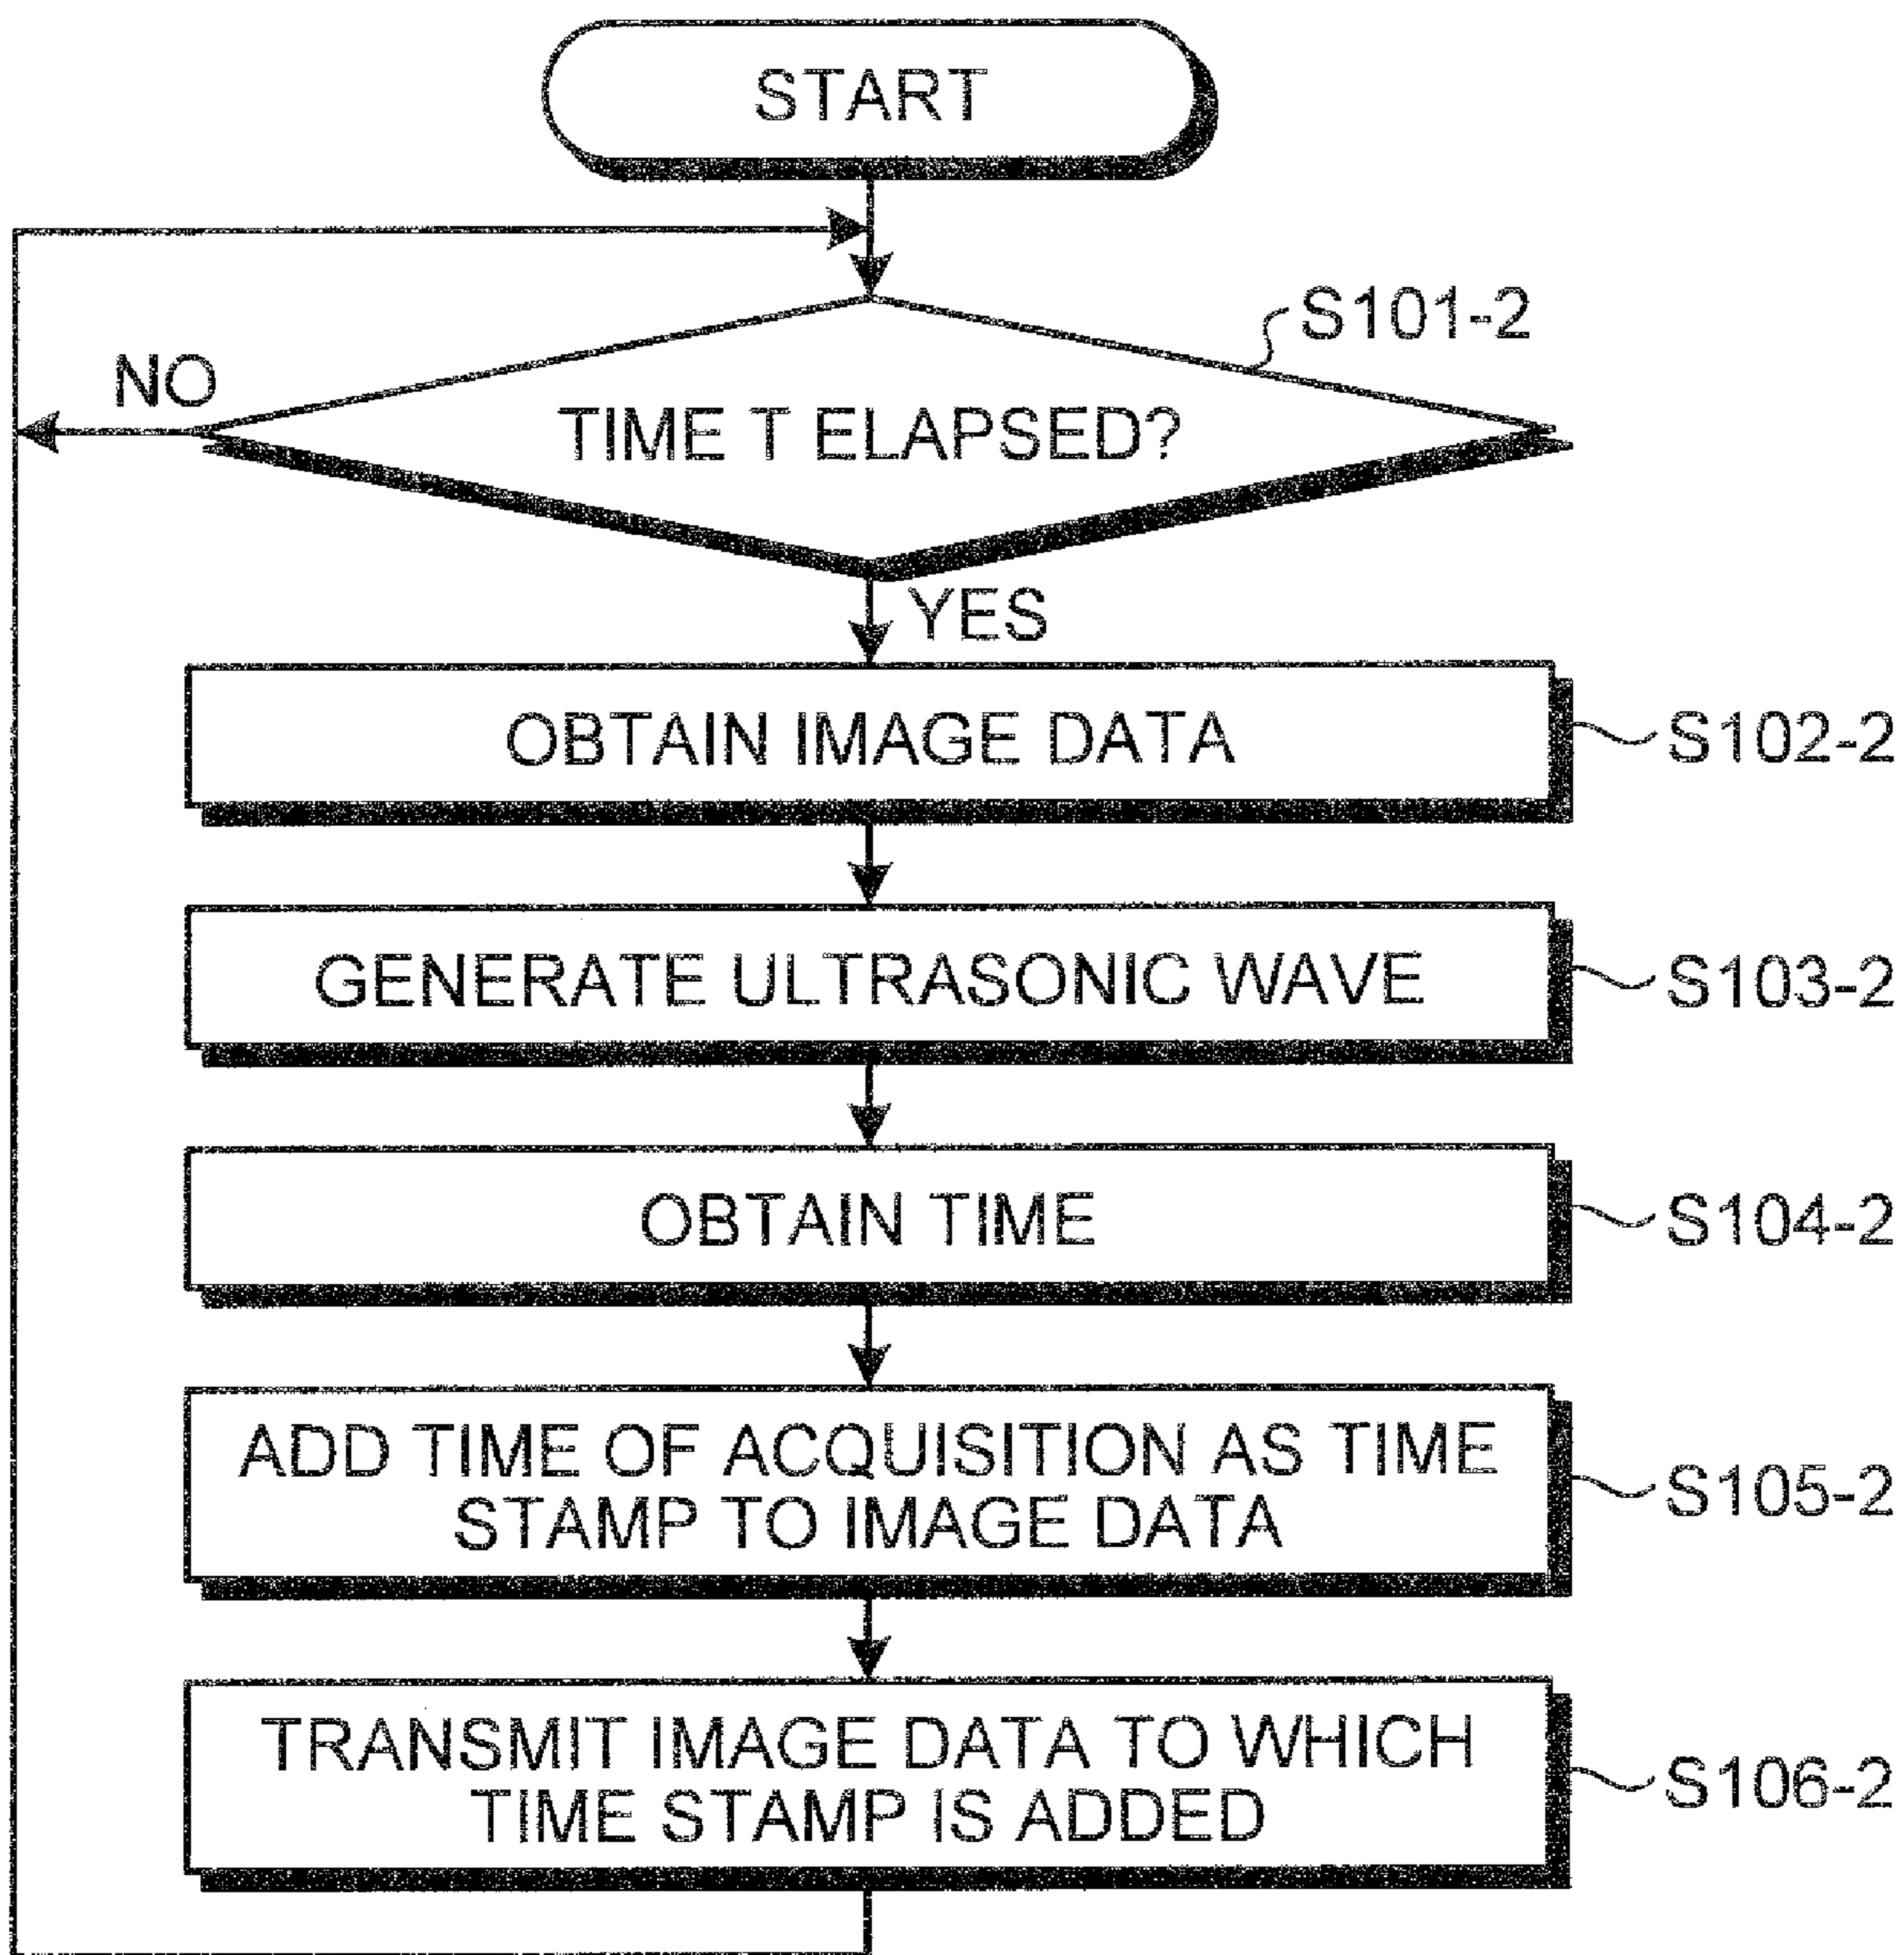 START
S101-2
NO
TIME T ELAPSED?
YES
OBTAIN IMAGE DATA
S102-2
GENERATE ULTRASONIC WAVE
S103-2
OBTAIN TIME
S104-2
ADD TIME OF ACQUISITION AS TIME
STAMP TO IMAGE DATA
S105-2
TRANSMIT IMAGE DATA TO WHICH
TIME STAMP IS ADDED
S106-2